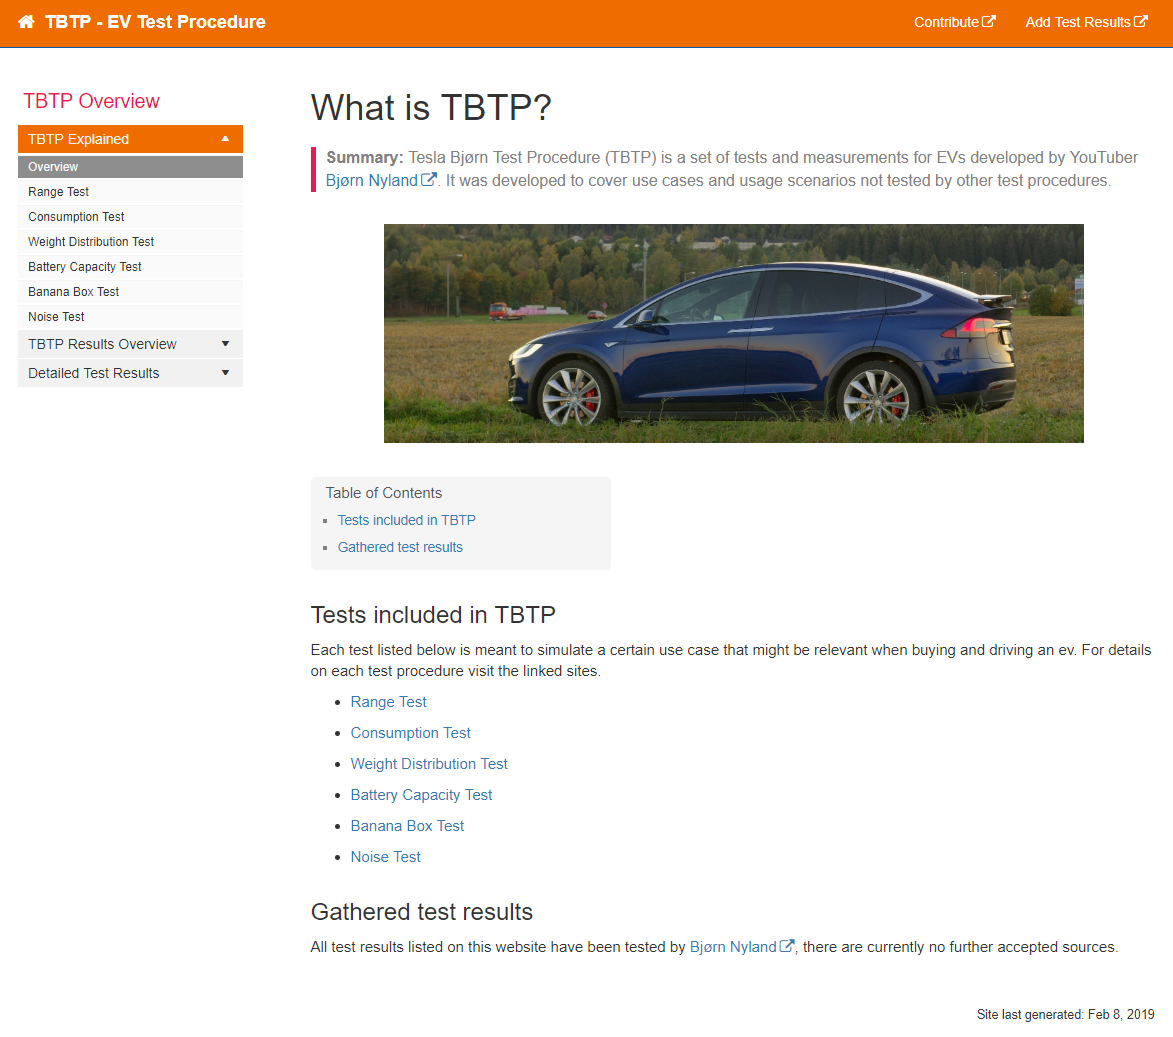 TBTP - EV Test Procedure
Contribute
Add Test Results
TBTP Overview
TBTP Explained
Overview
Range Test
Consumption Test
Weight Distribution Test
Battery Capacity Test
Banana Box Test
Noise Test
TBTP Results Overview
Detailed Test Results
What is TBTP?
Summary: Tesla Bjørn Test Procedure (TBTP) is a set of tests and measurements for EVs developed by YouTuber
Bjørn Nyland. It was developed to cover use cases and usage scenarios not tested by other test procedures.
Table of Contents
Tests included in TBTP
Gathered test results
Tests included in TBTP
Each test listed below is meant to simulate a certain use case that might be relevant when buying and driving an ev. For details
on each test procedure visit the linked sites.
Range Test
Consumption Test
Weight Distribution Test
Battery Capacity Test
Banana Box Test
Noise Test
Gathered test results
All test results listed on this website have been tested by Bjørn Nyland, there are currently no further accepted sources.
Site last generated: Feb 8, 2019